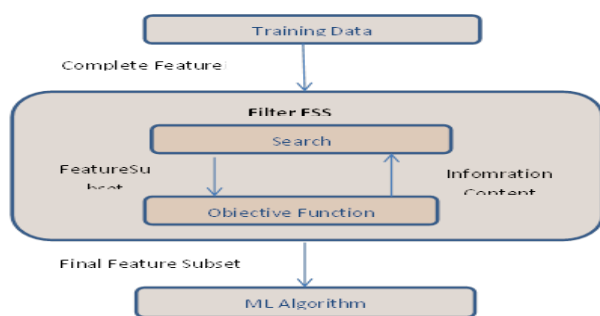 Training Data
Complete Feature
Filter FSS
Search
FeatureSu
bset
Infomration
Content
Objective Function
Final Feature Subset
ML Algorithm